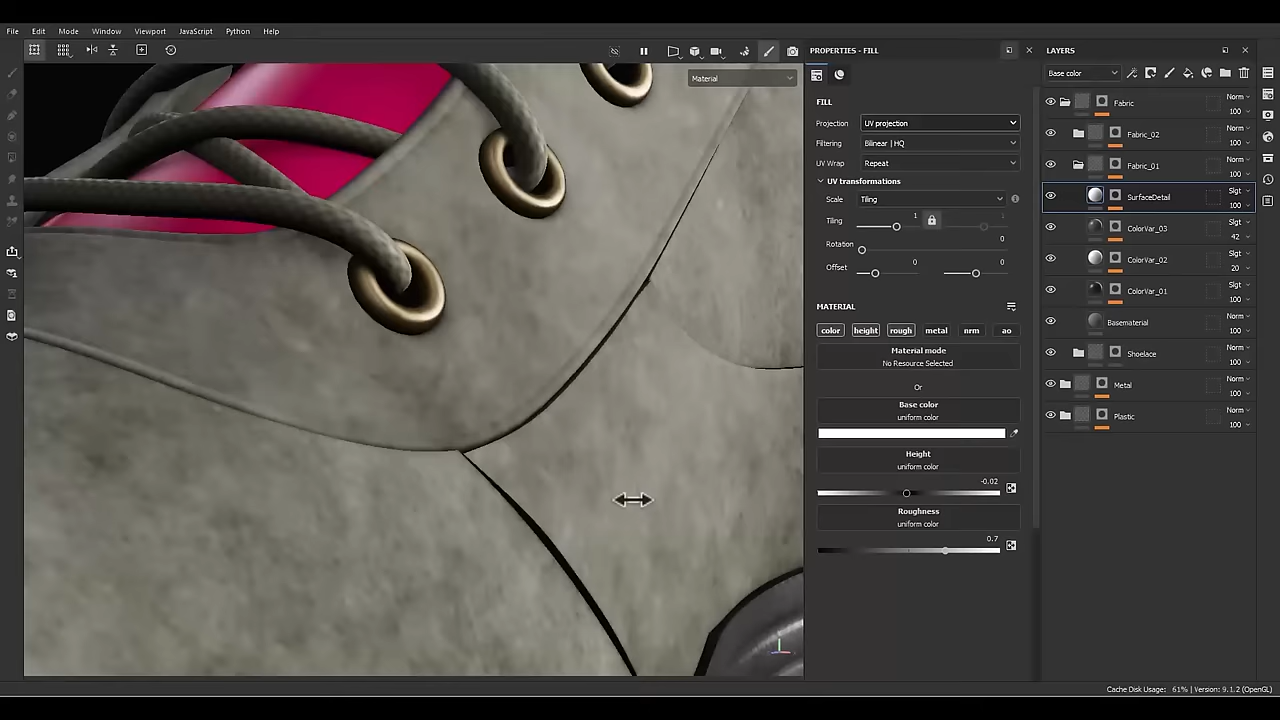 File Edit Mode Window Viewport JavaScript Python Help
Material
PROPERTIES - FILL
FILL
Projection UV projection
Filtering Bilinear | HQ
UV Wrap Repeat
UV transformations
Scale Tiling
Tiling 1 1
Rotation 0
Offset 0 0
MATERIAL
color height rough metal nrm ao
Material mode
No Resource Selected
Or
Base color
uniform color
Height
uniform color
-0.02
Roughness
uniform color
0.7
LAYERS
Base color
Fabric Norm 100
Fabric_02 Norm 100
Fabric_01 Norm 100
SurfaceDetail Slgt 100
ColorVar_03 Slgt 42
ColorVar_02 Slgt 20
ColorVar_01 Slgt 100
Basematerial Norm 100
Shoelace Norm 100
Metal Norm 100
Plastic Norm 100
Cache Disk Usage: 61% | Version: 9.1.2 (OpenGL)